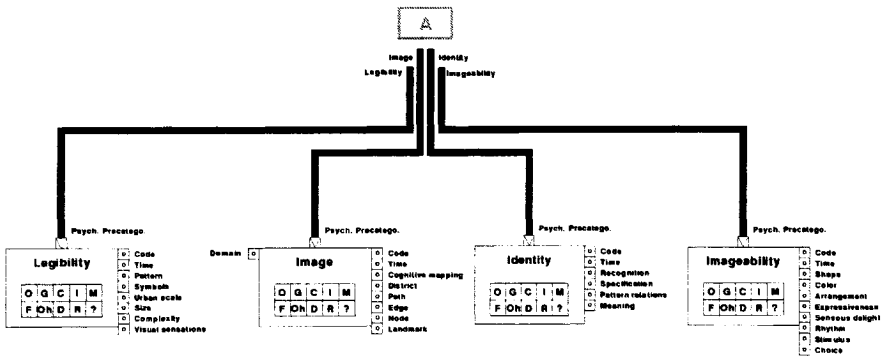 A
Image
Identity
Legibility
Imageability
Psych. Precatego.
Legibility
Code
Time
Pattern
Symbols
Urban scale
Size
Complexity
Visual sensations
O G C I M
F Oh D R ?
Psych. Precatego.
Domain
Image
Code
Time
Cognitive mapping
District
Path
Edge
Node
Landmark
O G C I M
F Oh D R ?
Psych. Precatego.
Identity
Code
Time
Recognition
Specification
Pattern relations
Meaning
O G C I M
F Oh D R ?
Psych. Precatego.
Imageability
Code
Time
Shape
Color
Arrangement
Expressivenes
Sensous delight
Rhythm
Stimulus
Choice
O G C I M
F Oh D R ?